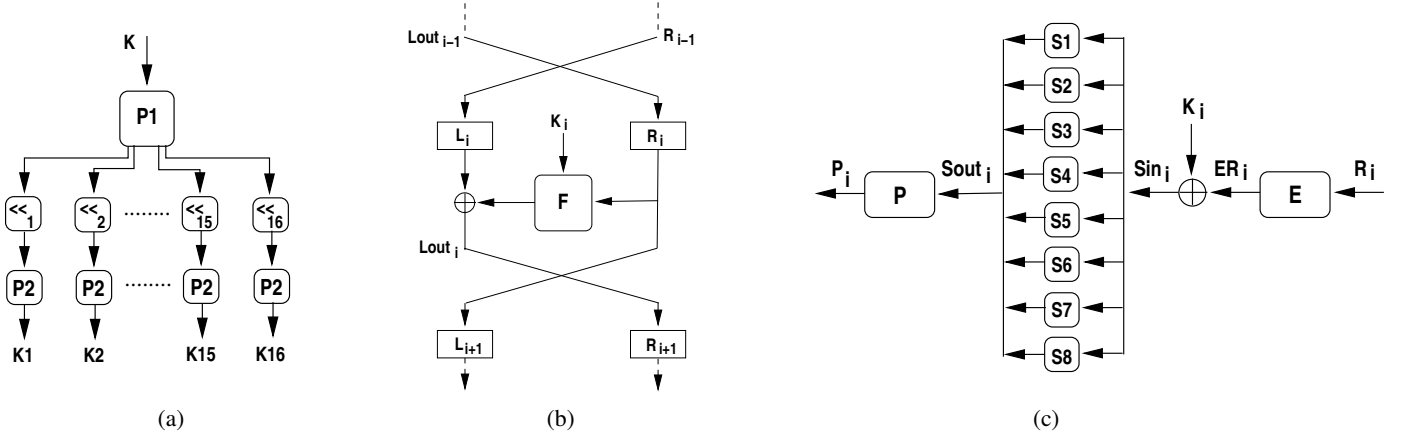 K
P1
<<1 <<2 ........ <<15 <<16
P2 P2 ........ P2 P2
K1 K2 K15 K16
(a)
Lout i−1 R i−1
L i K i R i
F
Lout i
L i+1 R i+1
(b)
S1
S2
S3
S4
S5
S6
S7
S8
P i Sout i Sin i K i ER i R i
P E
(c)